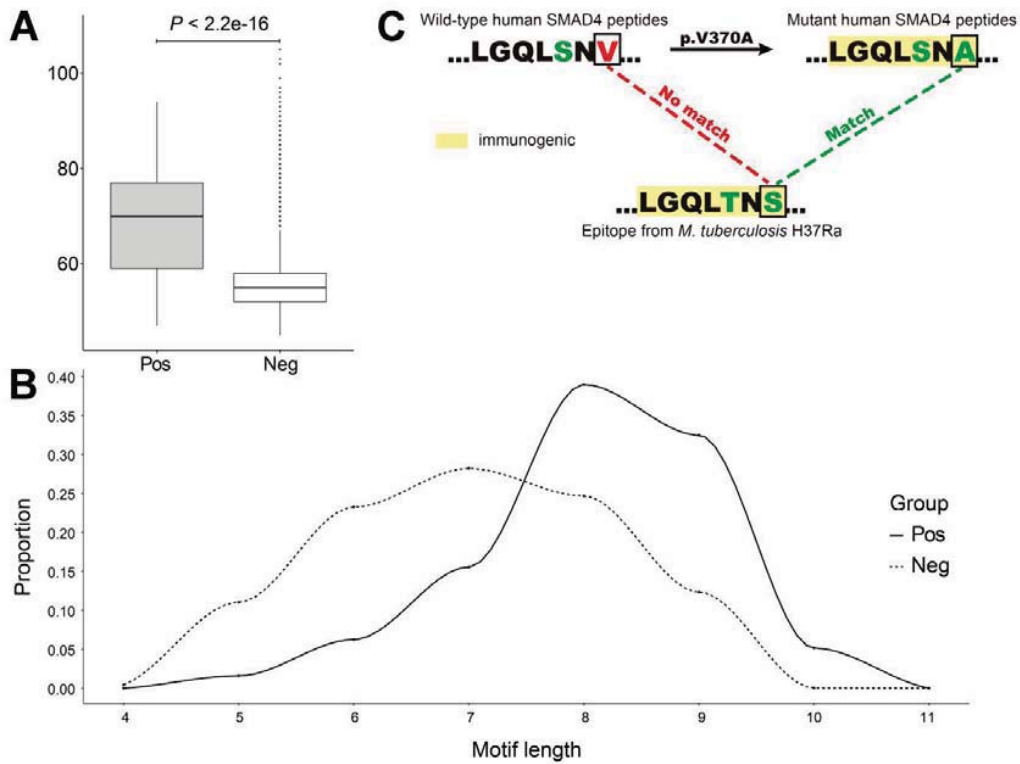 A
P < 2.2e-16
100
80
60
Pos
Neg
C
Wild-type human SMAD4 peptides
...LGQLSNV...
p.V370A
Mutant human SMAD4 peptides
...LGQLSNA...
No match
Match
immunogenic
...LGQLTNS...
Epitope from M. tuberculosis H37Ra
B
0.40
0.35
0.30
0.25
0.20
0.15
0.10
0.05
0.00
Proportion
4 5 6 7 8 9 10 11
Motif length
Group
Pos
Neg